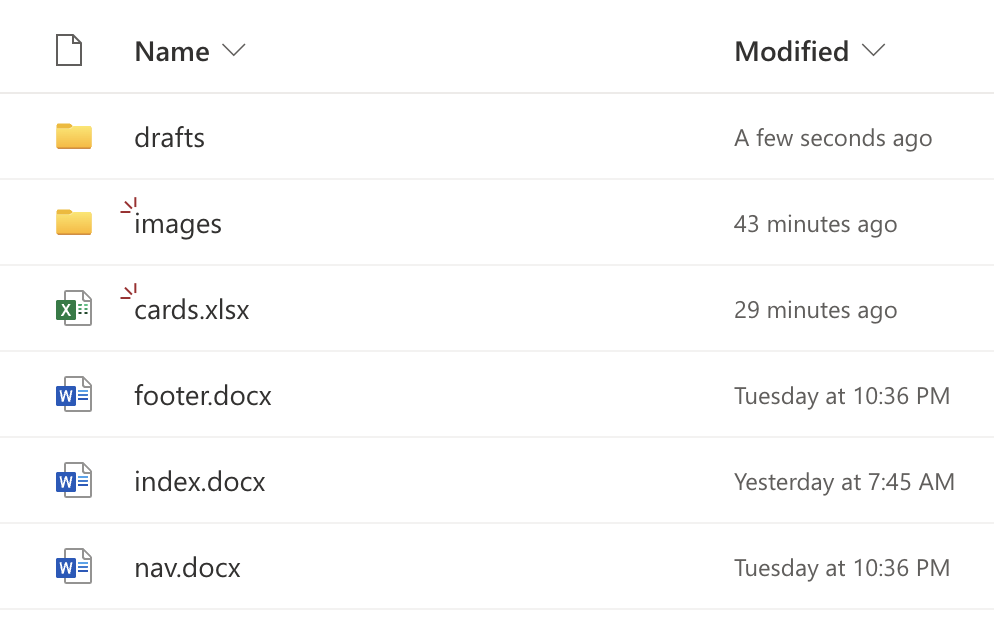 Name Modified
drafts A few seconds ago
images 43 minutes ago
X cards.xlsx 29 minutes ago
W footer.docx Tuesday at 10:36 PM
W index.docx Yesterday at 7:45 AM
W nav.docx Tuesday at 10:36 PM